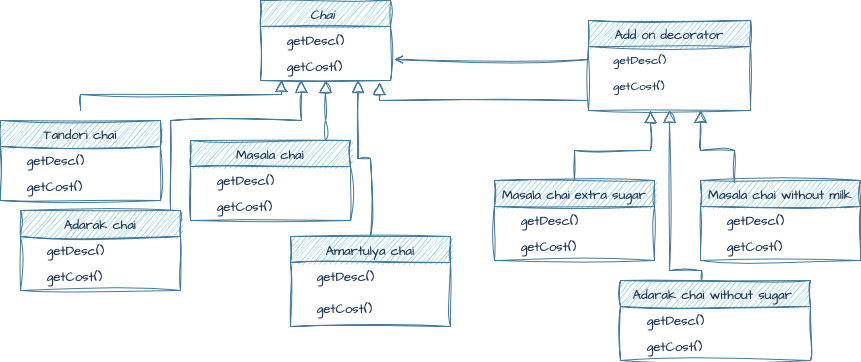 Chai
getDesc()
getCost()
Add on decorator
getDesc()
getCost()
Tandori chai
getDesc()
getCost()
Masala chai
getDesc()
getCost()
Adarak chai
getDesc()
getCost()
Amartulya chai
getDesc()
getCost()
Masala chai extra sugar
getDesc()
getCost()
Masala chai without milk
getDesc()
getCost()
Adarak chai without sugar
getDesc()
getCost()